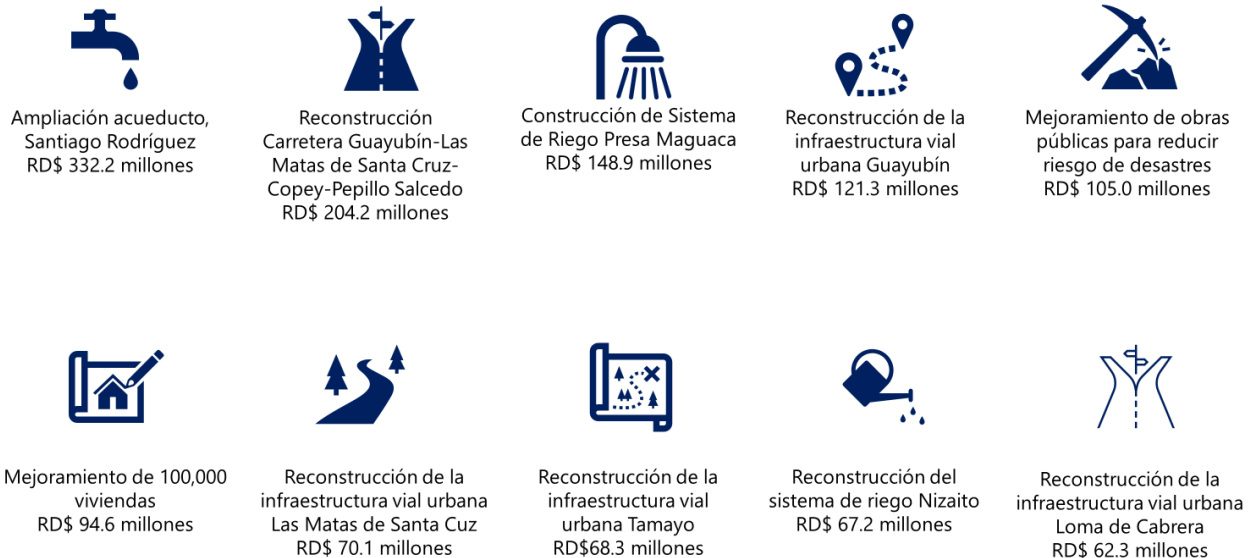 Ampliación acueducto,
Santiago Rodríguez
RD$ 332.2 millones
Reconstrucción
Carretera Guayubín-Las
Matas de Santa Cruz-
Copey-Pepillo Salcedo
RD$ 204.2 millones
Construcción de Sistema
de Riego Presa Maguaca
RD$ 148.9 millones
Reconstrucción de la
infraestructura vial
urbana Guayubín
RD$ 121.3 millones
Mejoramiento de obras
públicas para reducir
riesgo de desastres
RD$ 105.0 millones
Mejoramiento de 100,000
viviendas
RD$ 94.6 millones
Reconstrucción de la
infraestructura vial urbana
Las Matas de Santa Cuz
RD$ 70.1 millones
Reconstrucción de la
infraestructura vial
urbana Tamayo
RD$68.3 millones
Reconstrucción del
sistema de riego Nizaito
RD$ 67.2 millones
Reconstrucción de la
infraestructura vial urbana
Loma de Cabrera
RD$ 62.3 millones